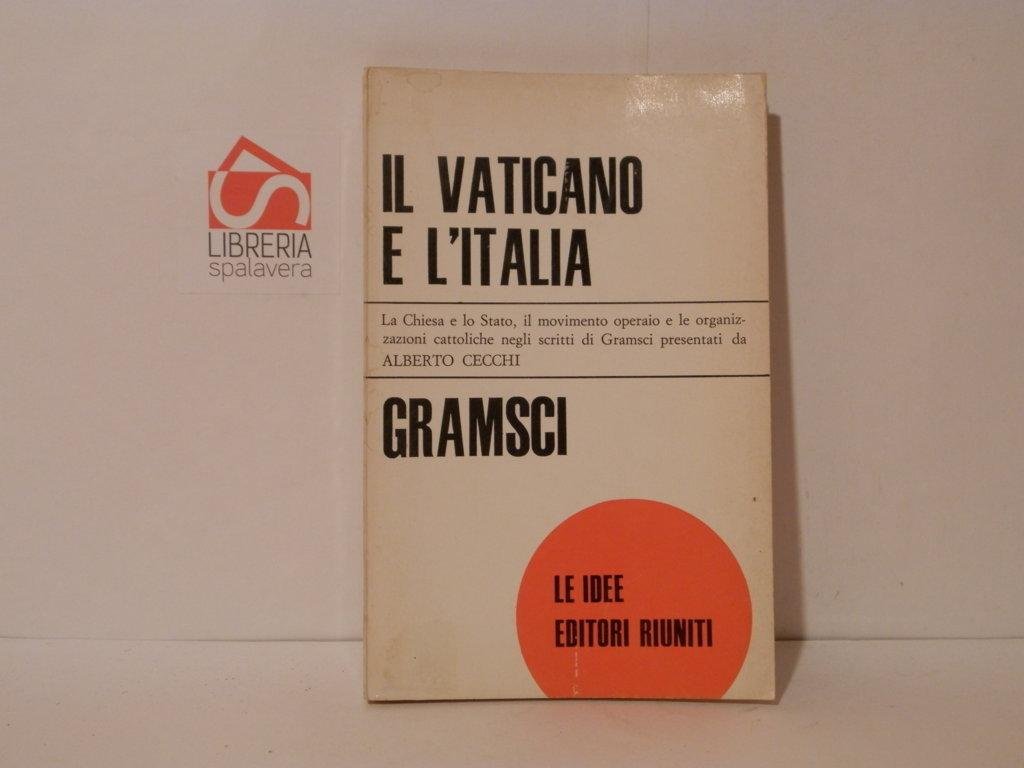 LIBRERIA
spalavera
IL VATICANO
E L'ITALIA
La Chiesa e lo Stato, il movimento operaio e le organiz-
zazioni cattoliche negli scritti di Gramsci presentati da
ALBERTO CECCHI
GRAMSCI
LE IDEE
EDITORI RIUNITI